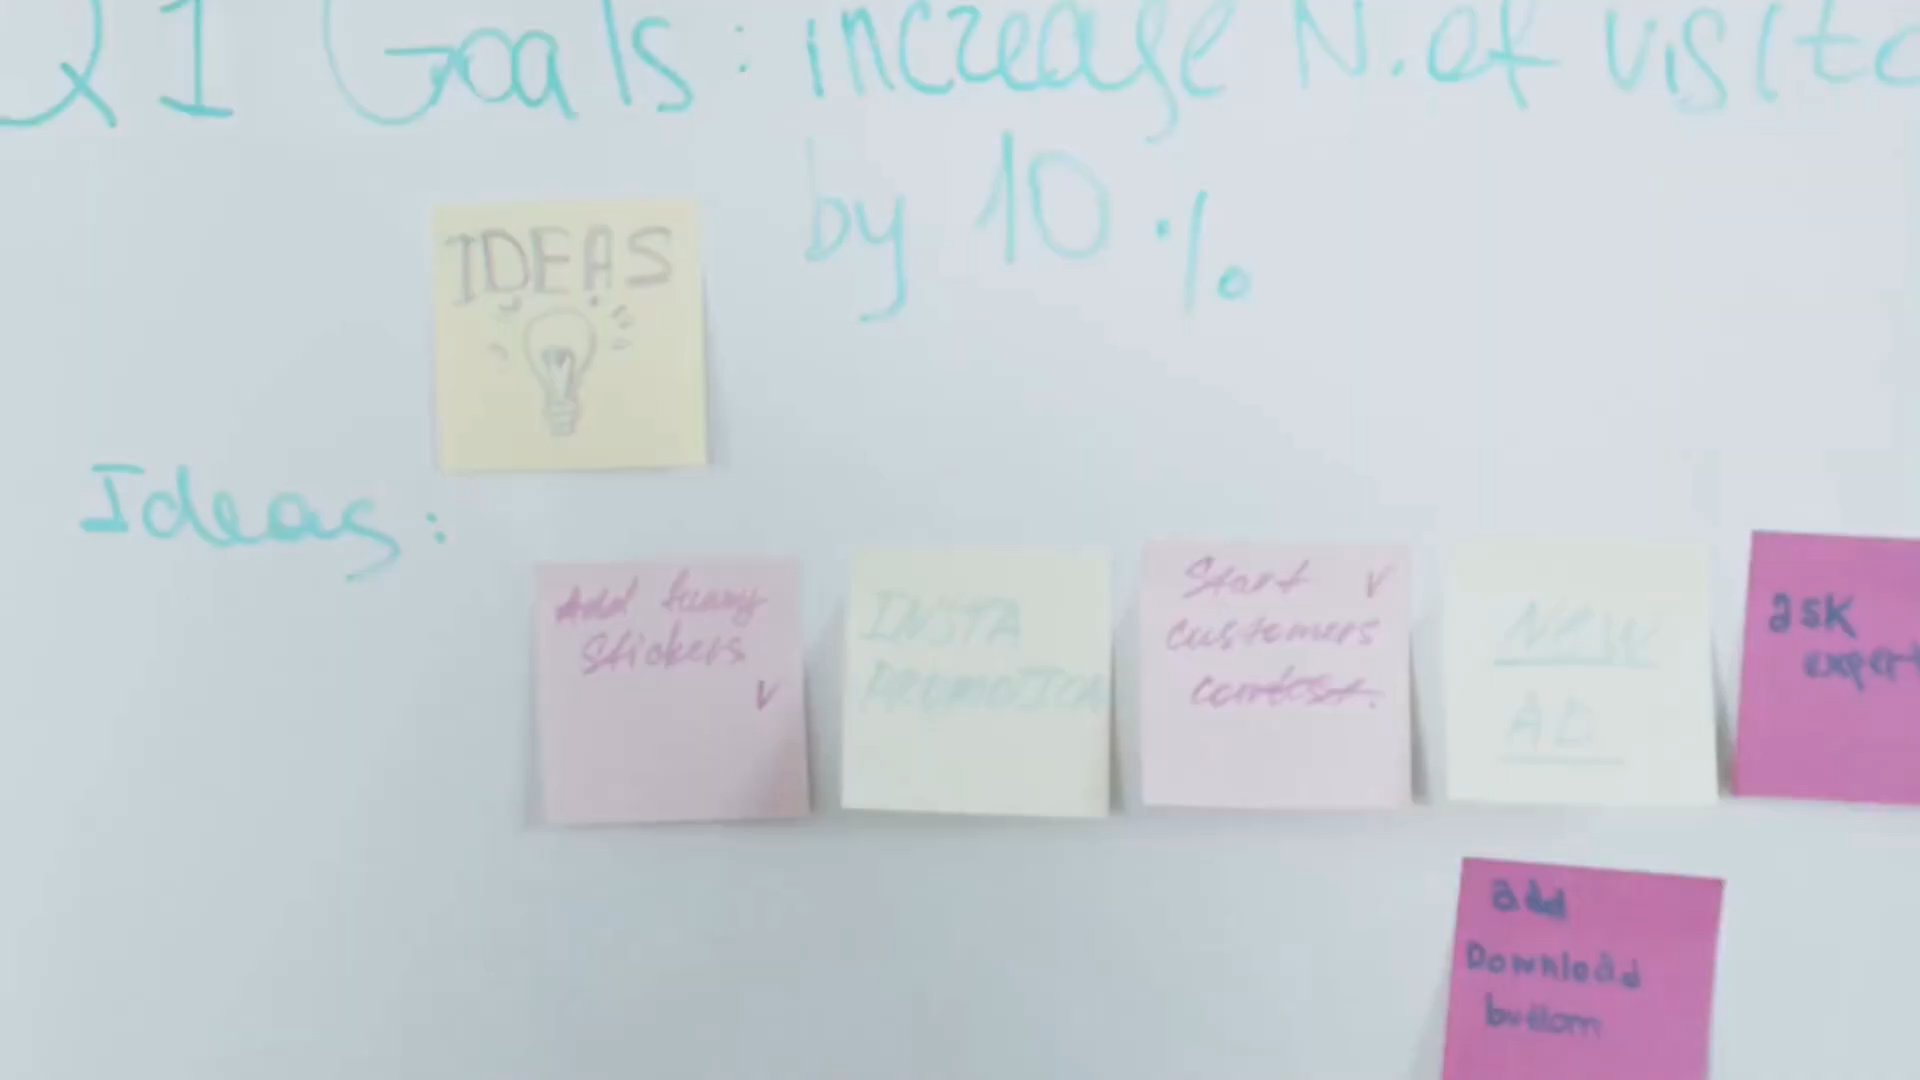 Q1 Goals: increase N. of visito
by 10%
IDEAS
Ideas:
Add funny
Stickers
V
INSTA
PROMOTION
Start V
customers
contest.
NEW
AD
ask
expert
add
Download
buttom